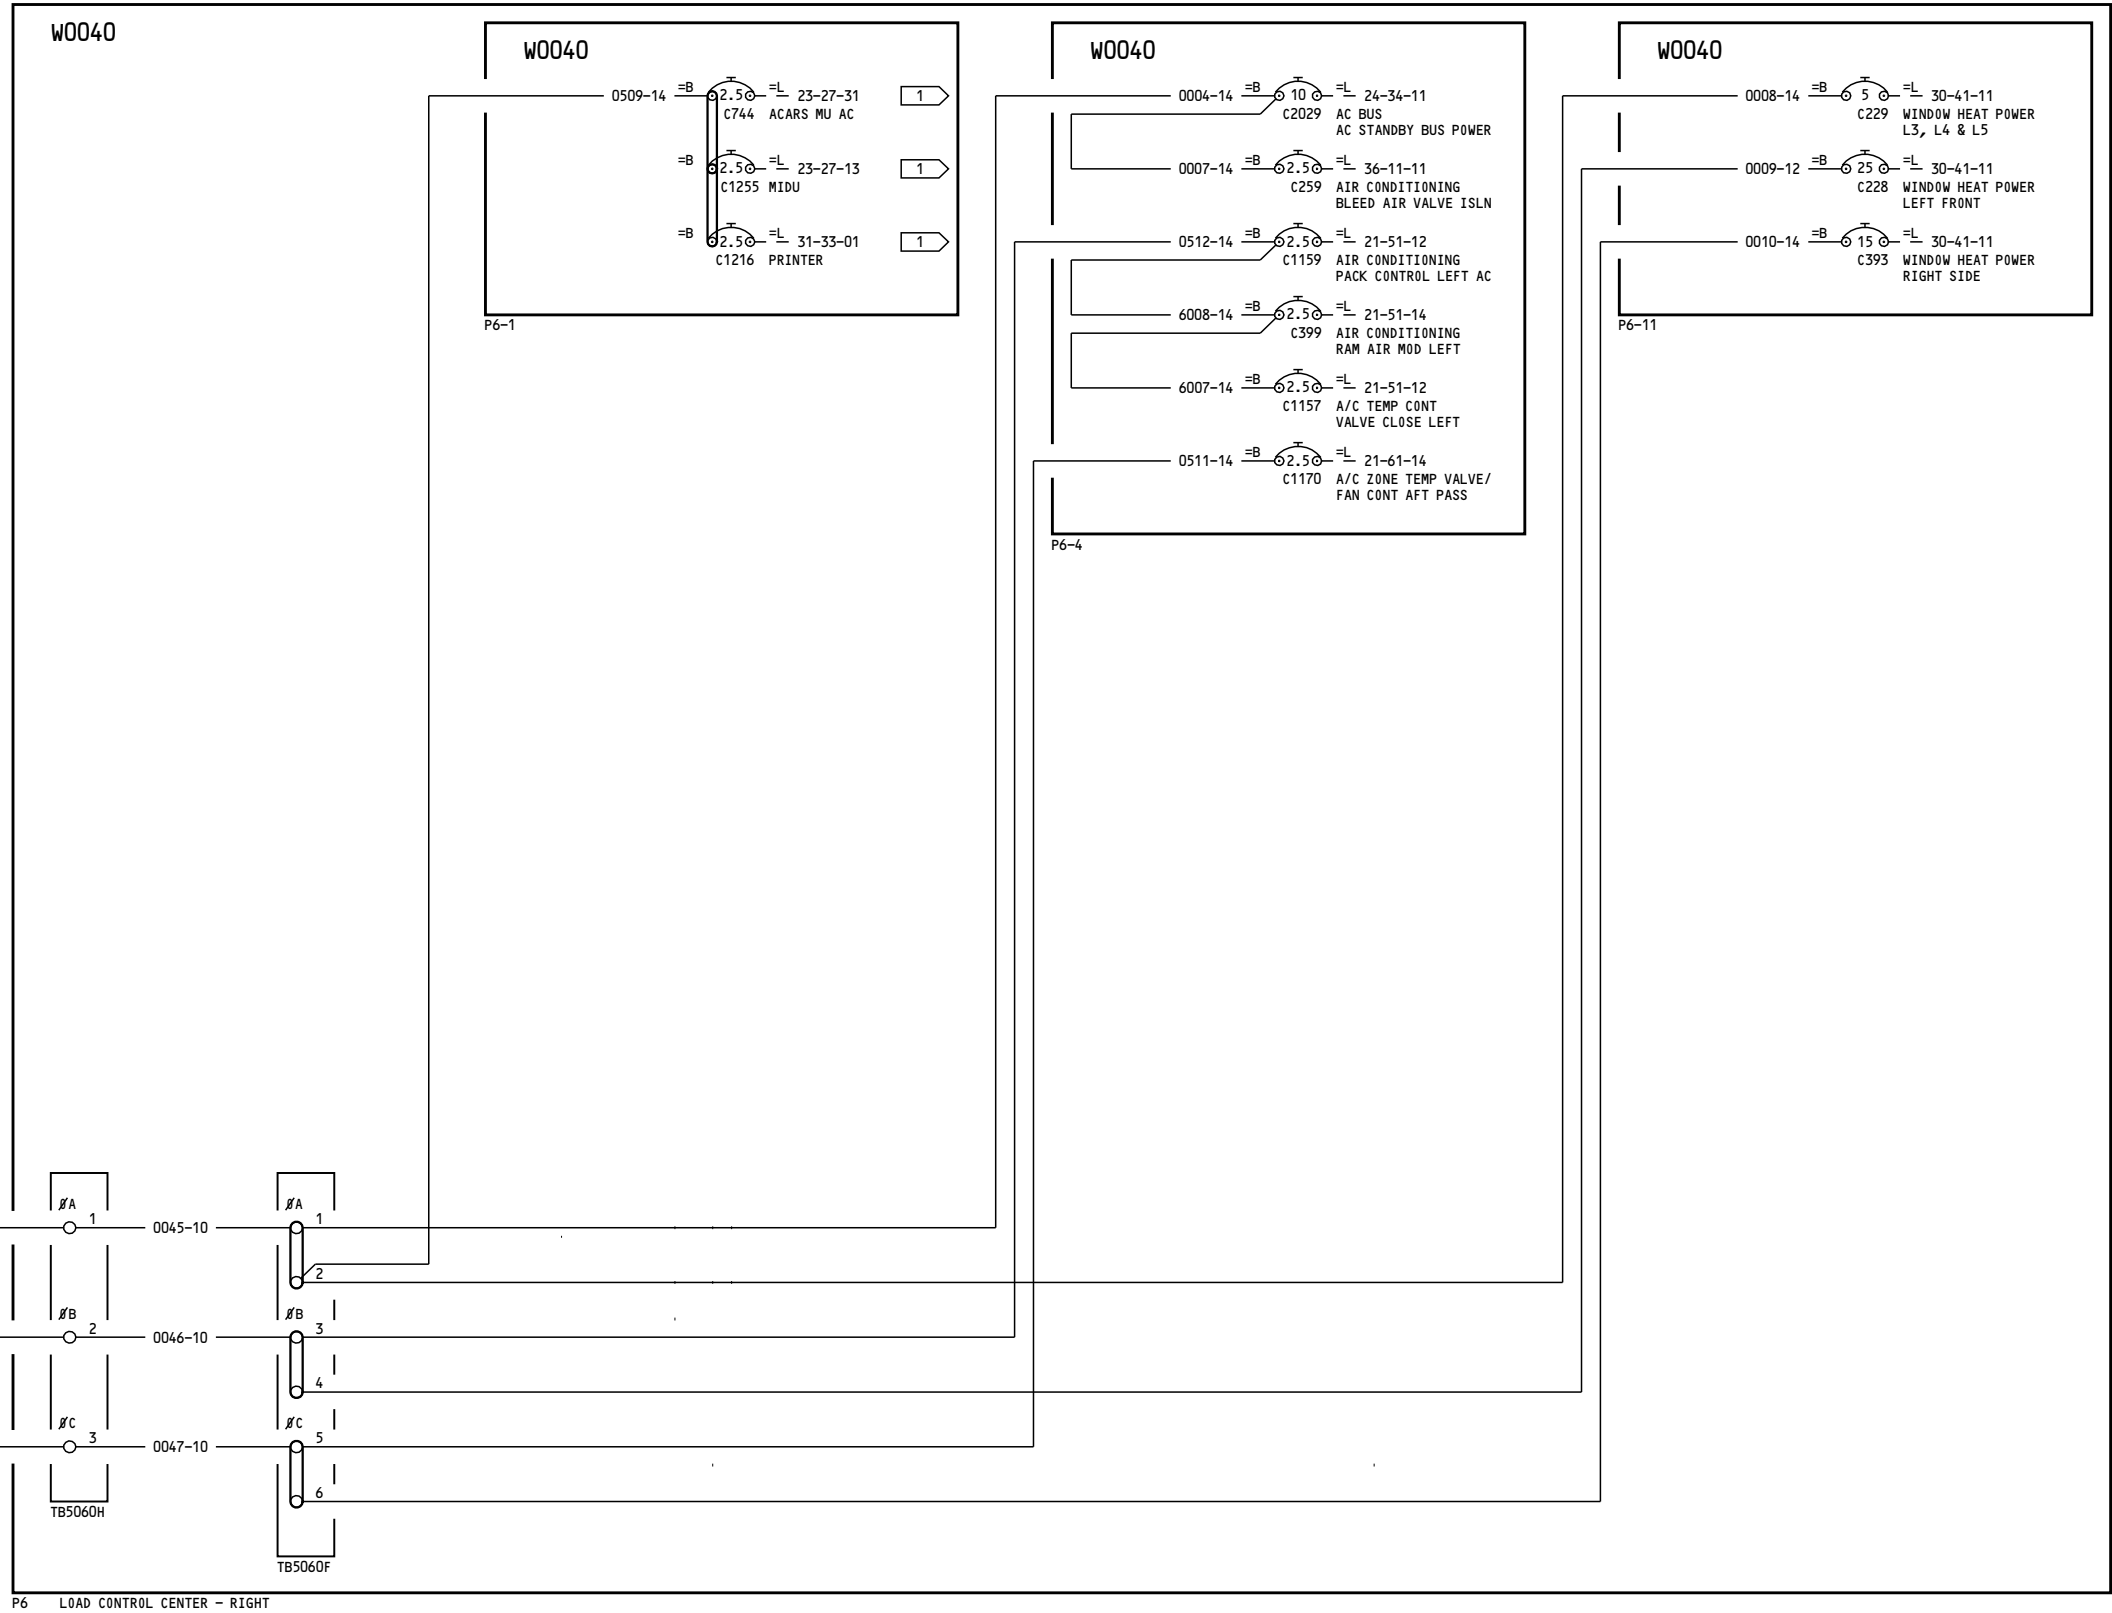 W0040
W0040
0509-14 =B 2.5 =L 23-27-31 1
C744 ACARS MU AC
=B 2.5 =L 23-27-13 1
C1255 MIDU
=B 2.5 =L 31-33-01 1
C1216 PRINTER
P6-1
W0040
0004-14 =B 10 =L 24-34-11
C2029 AC BUS
AC STANDBY BUS POWER
0007-14 =B 2.5 =L 36-11-11
C259 AIR CONDITIONING
BLEED AIR VALVE ISLN
0512-14 =B 2.5 =L 21-51-12
C1159 AIR CONDITIONING
PACK CONTROL LEFT AC
6008-14 =B 2.5 =L 21-51-14
C399 AIR CONDITIONING
RAM AIR MOD LEFT
6007-14 =B 2.5 =L 21-51-12
C1157 A/C TEMP CONT
VALVE CLOSE LEFT
0511-14 =B 2.5 =L 21-61-14
C1170 A/C ZONE TEMP VALVE/
FAN CONT AFT PASS
P6-4
W0040
0008-14 =B 5 =L 30-41-11
C229 WINDOW HEAT POWER
L3, L4 & L5
0009-12 =B 25 =L 30-41-11
C228 WINDOW HEAT POWER
LEFT FRONT
0010-14 =B 15 =L 30-41-11
C393 WINDOW HEAT POWER
RIGHT SIDE
P6-11
ØA ØA
1 0045-10 1
2
ØB ØB
2 0046-10 3
4
ØC ØC
3 0047-10 5
6
TB5060H
TB5060F
P6 LOAD CONTROL CENTER - RIGHT